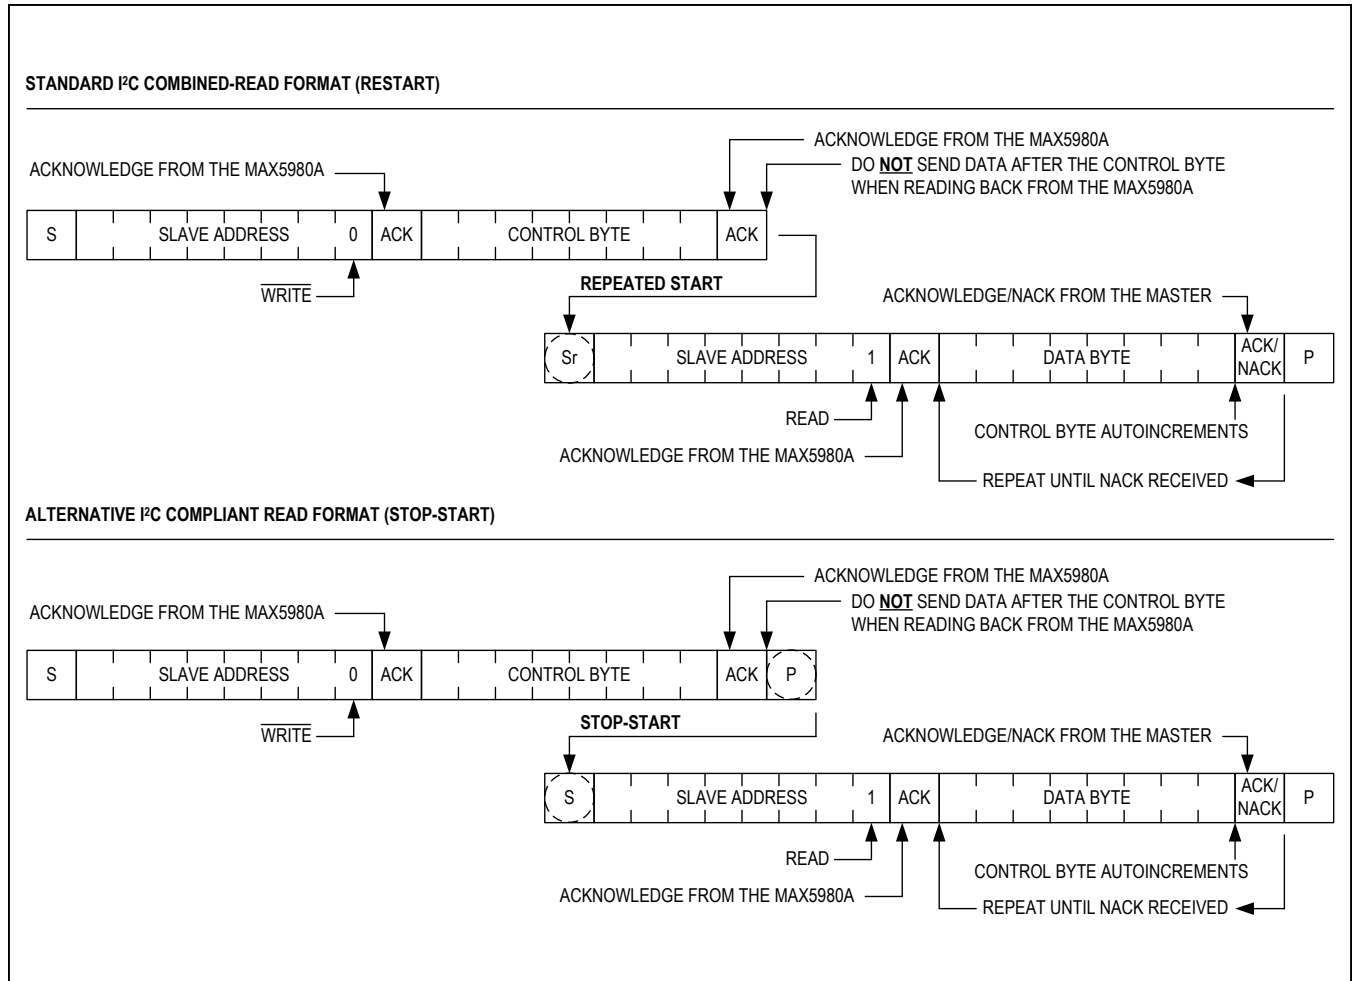 STANDARD I²C COMBINED-READ FORMAT (RESTART)
ACKNOWLEDGE FROM THE MAX5980A
ACKNOWLEDGE FROM THE MAX5980A
DO NOT SEND DATA AFTER THE CONTROL BYTE
WHEN READING BACK FROM THE MAX5980A
S SLAVE ADDRESS 0 ACK CONTROL BYTE ACK
WRITE
REPEATED START
ACKNOWLEDGE/NACK FROM THE MASTER
Sr SLAVE ADDRESS 1 ACK DATA BYTE ACK/
NACK P
READ
CONTROL BYTE AUTOINCREMENTS
ACKNOWLEDGE FROM THE MAX5980A
REPEAT UNTIL NACK RECEIVED
ALTERNATIVE I²C COMPLIANT READ FORMAT (STOP-START)
ACKNOWLEDGE FROM THE MAX5980A
ACKNOWLEDGE FROM THE MAX5980A
DO NOT SEND DATA AFTER THE CONTROL BYTE
WHEN READING BACK FROM THE MAX5980A
S SLAVE ADDRESS 0 ACK CONTROL BYTE ACK P
WRITE
STOP-START
ACKNOWLEDGE/NACK FROM THE MASTER
S SLAVE ADDRESS 1 ACK DATA BYTE ACK/
NACK P
READ
CONTROL BYTE AUTOINCREMENTS
ACKNOWLEDGE FROM THE MAX5980A
REPEAT UNTIL NACK RECEIVED